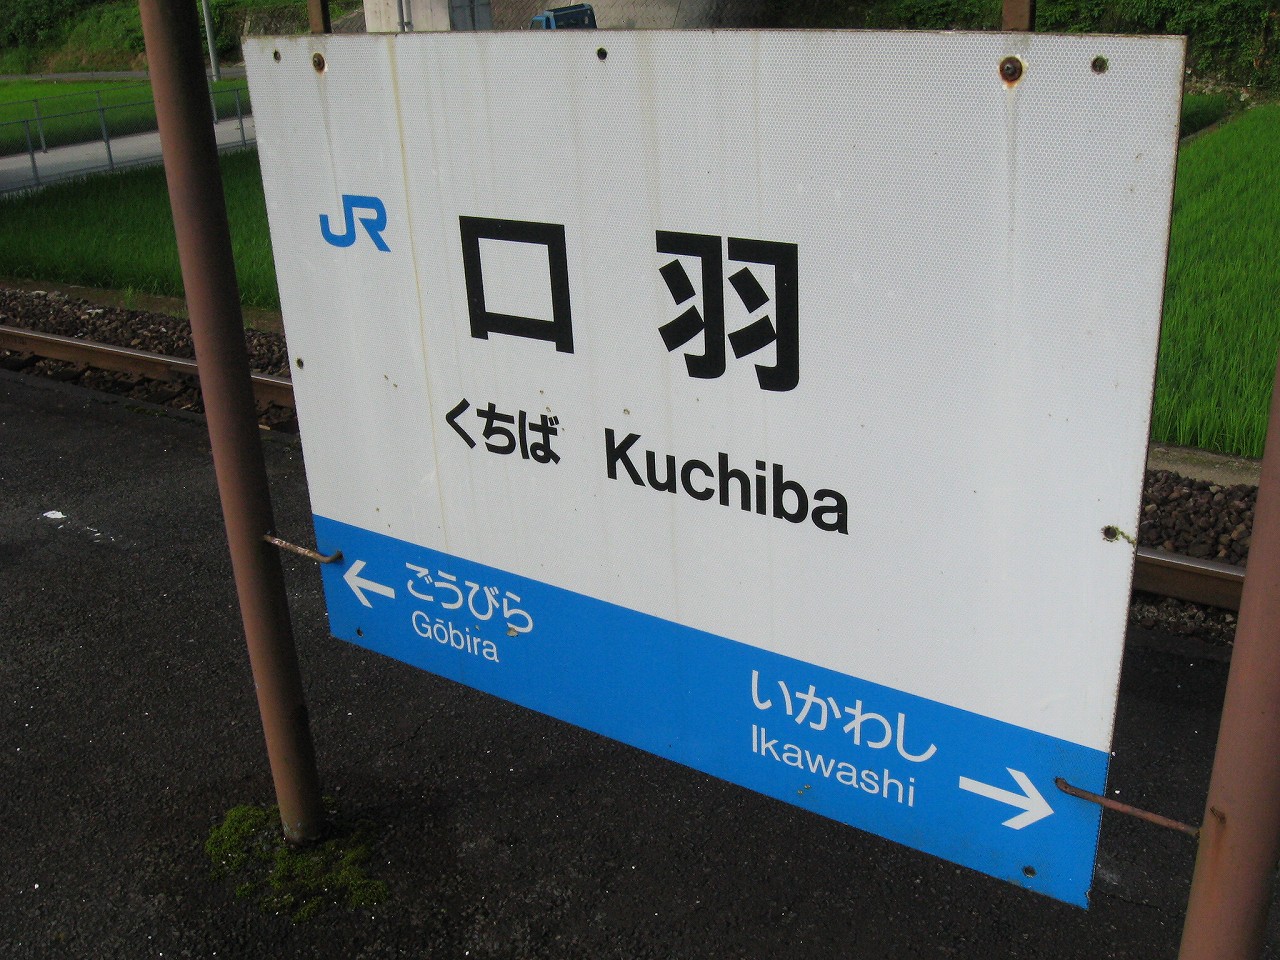 JR
口羽
くちば Kuchiba
← ごうびら
Gōbira
いかわし →
Ikawashi